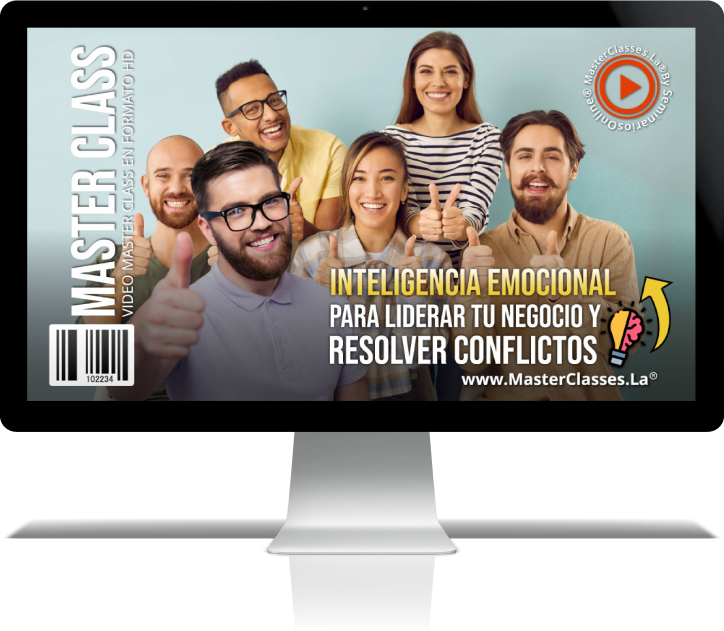 MASTER CLASS
VIDEO MASTER CLASS EN FORMATO HD
MasterClasses.La® By SeminariosOnline®
INTELIGENCIA EMOCIONAL
PARA LIDERAR TU NEGOCIO Y
RESOLVER CONFLICTOS
www.MasterClasses.La®
102234